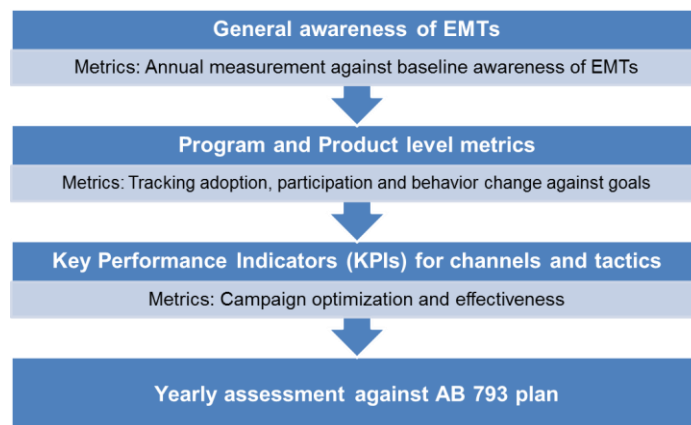 General awareness of EMTs
Metrics: Annual measurement against baseline awareness of EMTs
Program and Product level metrics
Metrics: Tracking adoption, participation and behavior change against goals
Key Performance Indicators (KPIs) for channels and tactics
Metrics: Campaign optimization and effectiveness
Yearly assessment against AB 793 plan